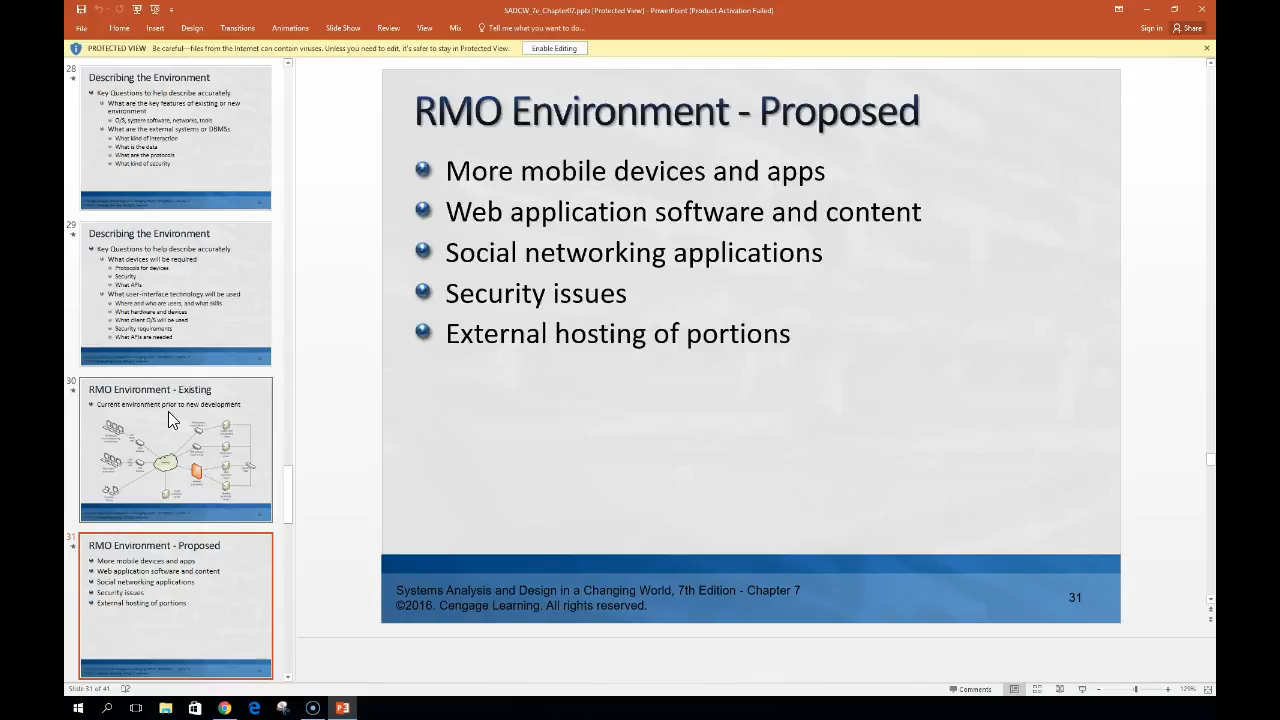 SADCW_7e_Chapter07.pptx [Protected View] - PowerPoint (Product Activation Failed)
File Home Insert Design Transitions Animations Slide Show Review View Mix Tell me what you want to do... Sign in Share
PROTECTED VIEW Be careful—files from the Internet can contain viruses. Unless you need to edit, it's safer to stay in Protected View. Enable Editing
28
Describing the Environment
Key Questions to help describe accurately
What are the key features of existing or new
environment
O/S, system software, networks, tools
What are the external systems or DBMSs
What kind of interaction
What is the data
What are the protocols
What kind of security
29
Describing the Environment
Key Questions to help describe accurately
What devices will be required
Protocols for devices
Security
What APIs
What user-interface technology will be used
Where and who are users, and what skills
What hardware and devices
What client O/S will be used
Security requirements
What APIs are needed
30
RMO Environment - Existing
Current environment prior to new development
31
RMO Environment - Proposed
More mobile devices and apps
Web application software and content
Social networking applications
Security issues
External hosting of portions
RMO Environment - Proposed
More mobile devices and apps
Web application software and content
Social networking applications
Security issues
External hosting of portions
Systems Analysis and Design in a Changing World, 7th Edition - Chapter 7
©2016. Cengage Learning. All rights reserved.
31
Slide 31 of 41 Comments 129%